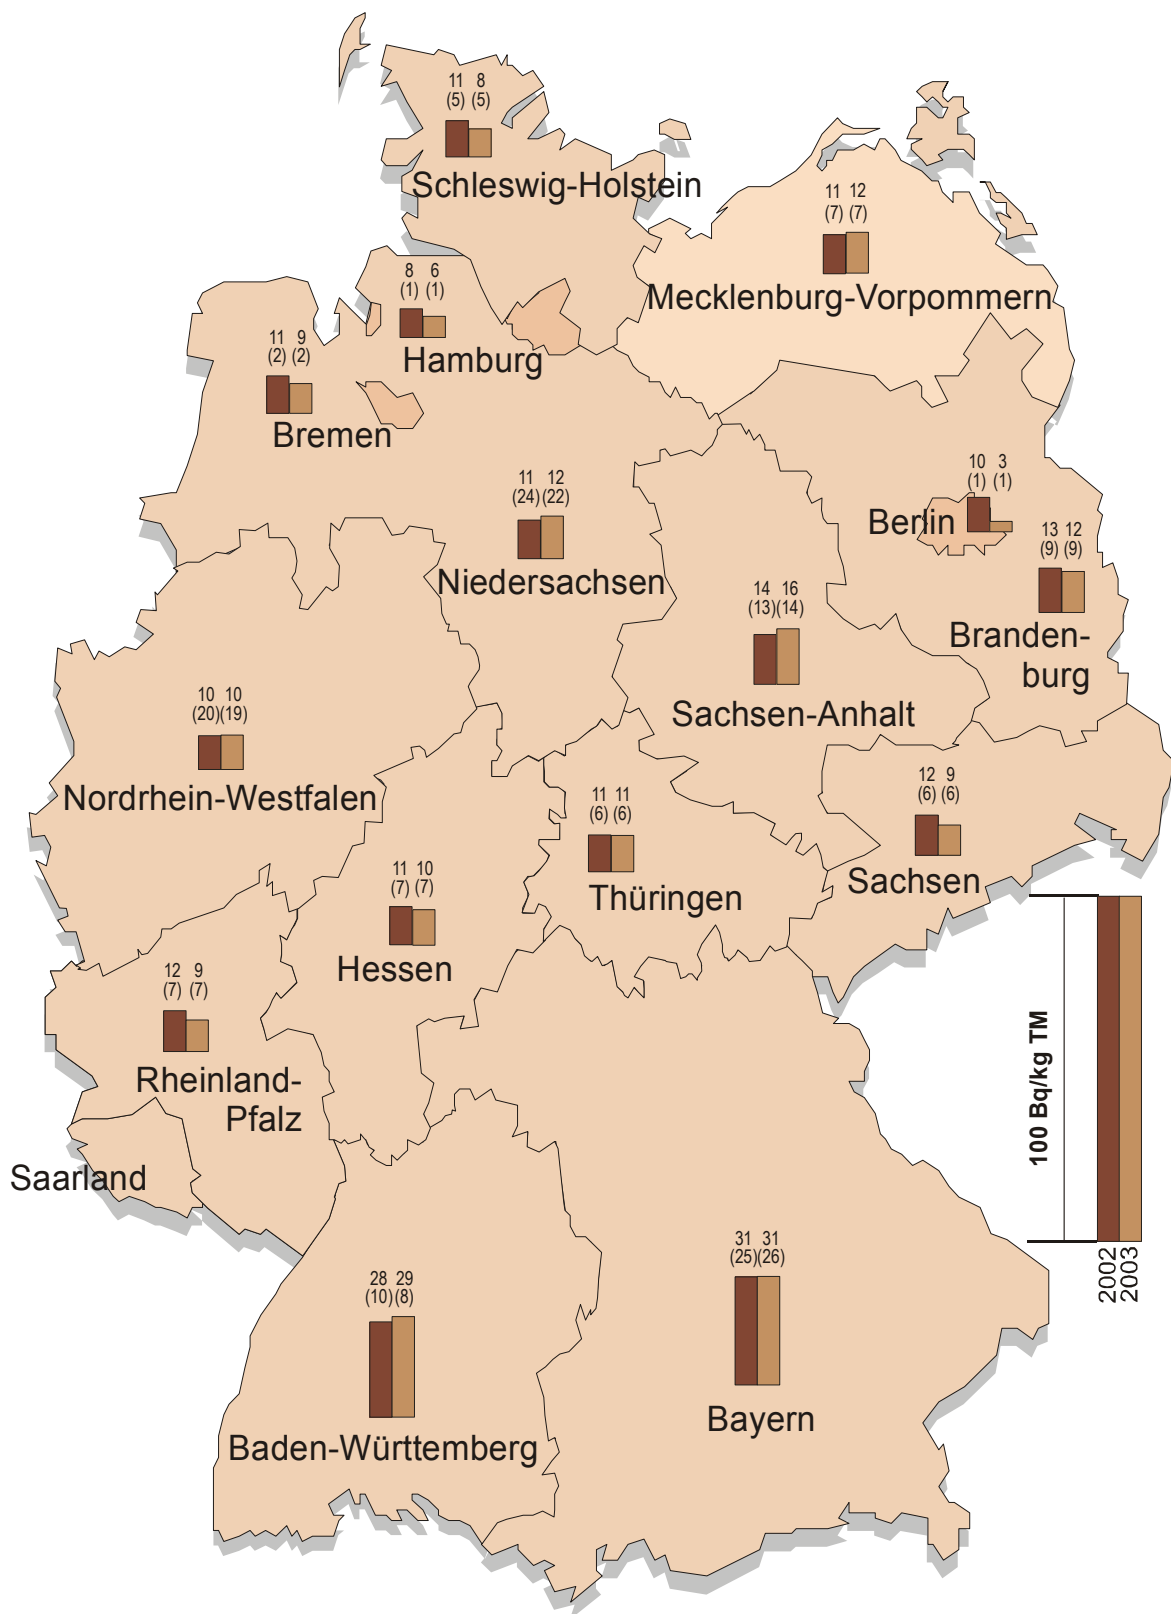 11 8
(5) (5)
Schleswig-Holstein
11 12
(7) (7)
Mecklenburg-Vorpommern
8 6
(1) (1)
Hamburg
11 9
(2) (2)
Bremen
11 12
(24) (22)
Niedersachsen
10 3
(1) (1)
Berlin
13 12
(9) (9)
Branden-
burg
14 16
(13) (14)
Sachsen-Anhalt
10 10
(20) (19)
Nordrhein-Westfalen
12 9
(6) (6)
Sachsen
11 11
(6) (6)
Thüringen
11 10
(7) (7)
Hessen
12 9
(7) (7)
Rheinland-
Pfalz
Saarland
28 29
(10) (8)
Baden-Württemberg
31 31
(25) (26)
Bayern
100 Bq/kg TM
2002
2003